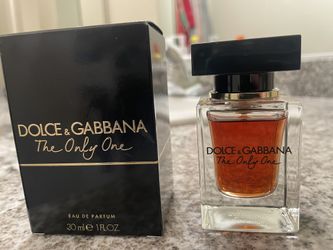 DOLCE & GABBANA
The Only One
EAU DE PARFUM
30 ml ℮ 1 FL.OZ.
DOLCE & GABBANA
The Only One